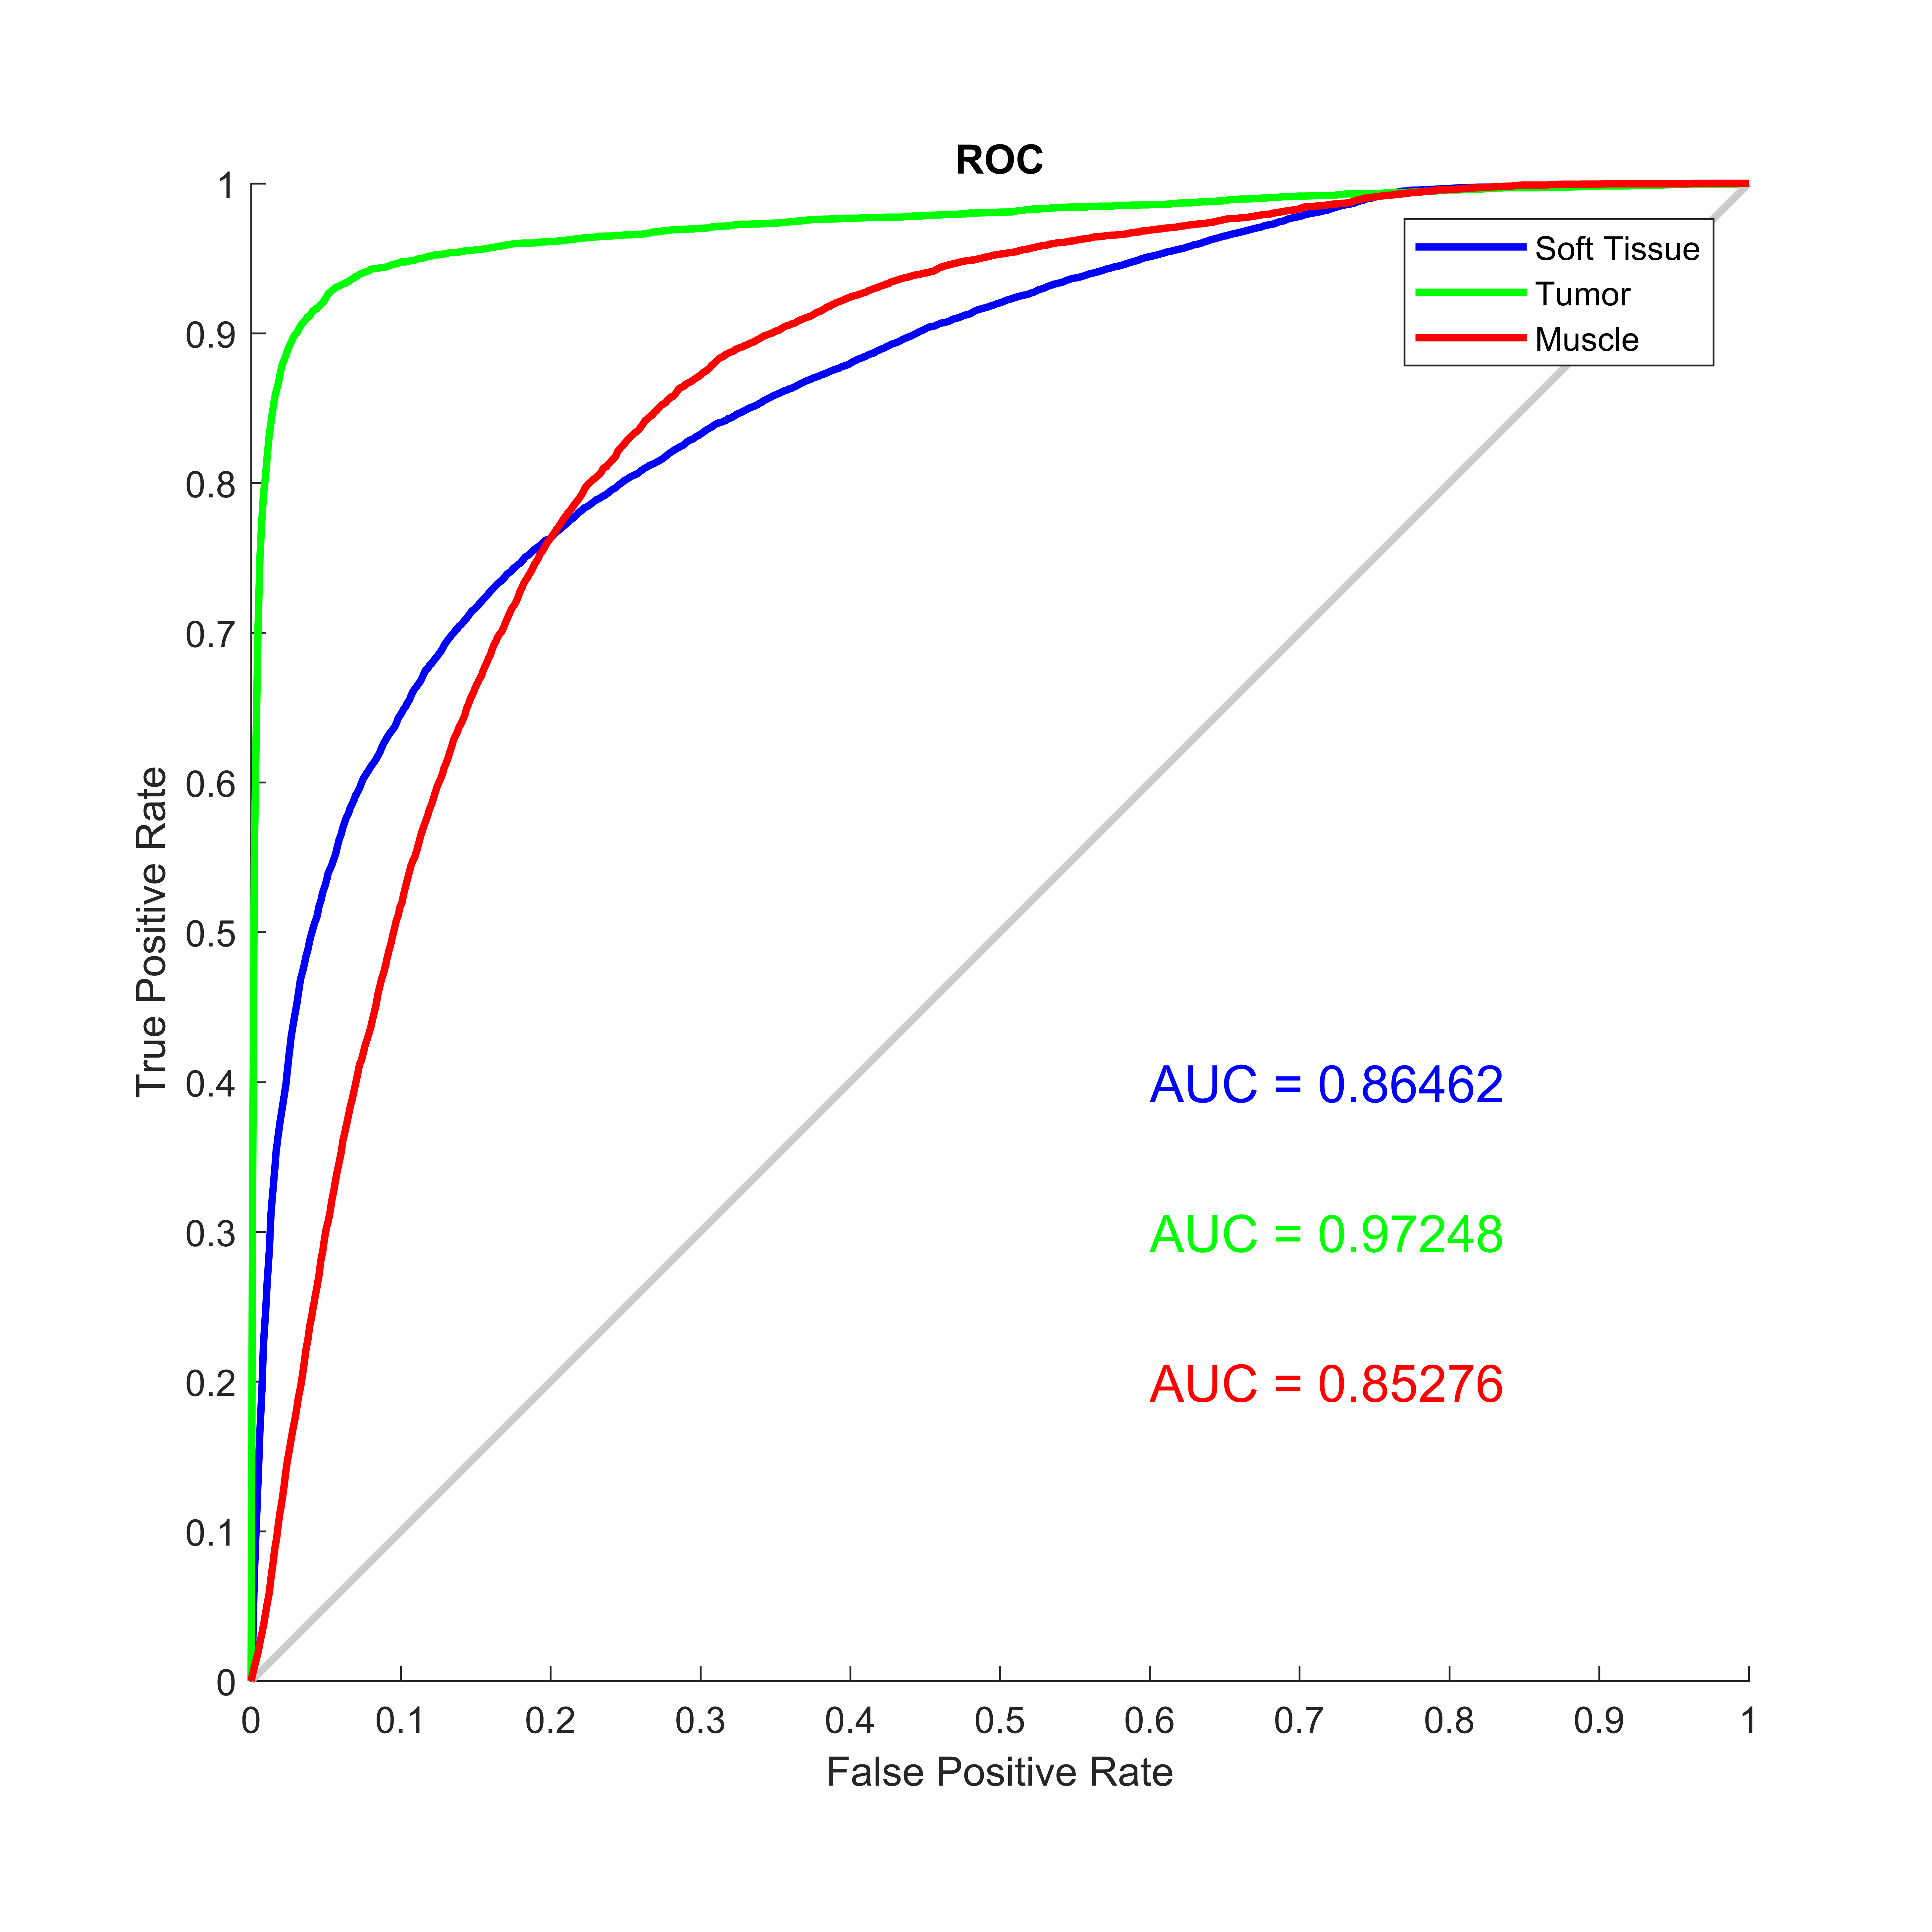 ROC
1
0.9
0.8
0.7
0.6
0.5
0.4
0.3
0.2
0.1
0
True Positive Rate
Soft Tissue
Tumor
Muscle
AUC = 0.86462
AUC = 0.97248
AUC = 0.85276
0 0.1 0.2 0.3 0.4 0.5 0.6 0.7 0.8 0.9 1
False Positive Rate